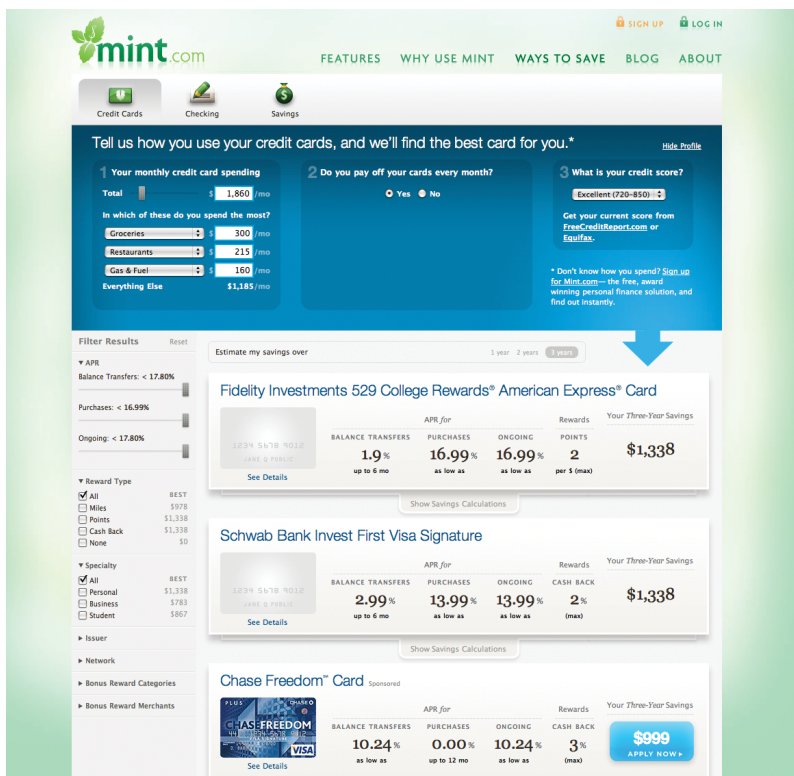 SIGN UP LOG IN
mint.com
FEATURES WHY USE MINT WAYS TO SAVE BLOG ABOUT
Credit Cards Checking Savings
Tell us how you use your credit cards, and we'll find the best card for you.*
Hide Profile
1 Your monthly credit card spending
Total $ 1,860 /mo
In which of these do you spend the most?
Groceries $ 300 /mo
Restaurants $ 215 /mo
Gas & Fuel $ 160 /mo
Everything Else $1,185/mo
2 Do you pay off your cards every month?
Yes No
3 What is your credit score?
Excellent (720-850)
Get your current score from
FreeCreditReport.com or
Equifax.
* Don't know how you spend? Sign up
for Mint.com— the free, award
winning personal finance solution, and
find out instantly.
Filter Results Reset
APR
Balance Transfers: < 17.80%
Purchases: < 16.99%
Ongoing: < 17.80%
Reward Type
All BEST
Miles $978
Points $1,338
Cash Back $1,338
None $0
Specialty
All BEST
Personal $1,338
Business $783
Student $867
Issuer
Network
Bonus Reward Categories
Bonus Reward Merchants
Estimate my savings over 1 year 2 years 3 years
Fidelity Investments 529 College Rewards® American Express® Card
1234 5678 9012
JANE Q PUBLIC
See Details
APR for Rewards Your Three-Year Savings
BALANCE TRANSFERS PURCHASES ONGOING POINTS
1.9% 16.99% 16.99% 2 $1,338
up to 6 mo as low as as low as per $ (max)
Show Savings Calculations
Schwab Bank Invest First Visa Signature
1234 5678 9012
JANE Q PUBLIC
See Details
APR for Rewards Your Three-Year Savings
BALANCE TRANSFERS PURCHASES ONGOING CASH BACK
2.99% 13.99% 13.99% 2% $1,338
up to 6 mo as low as as low as (max)
Show Savings Calculations
Chase Freedom℠ Card Sponsored
PLUS CHASE
CHASE FREEDOM
VISA
See Details
APR for Rewards Your Three-Year Savings
BALANCE TRANSFERS PURCHASES ONGOING CASH BACK
10.24% 0.00% 10.24% 3% $999
as low as up to 12 mo as low as (max) APPLY NOW